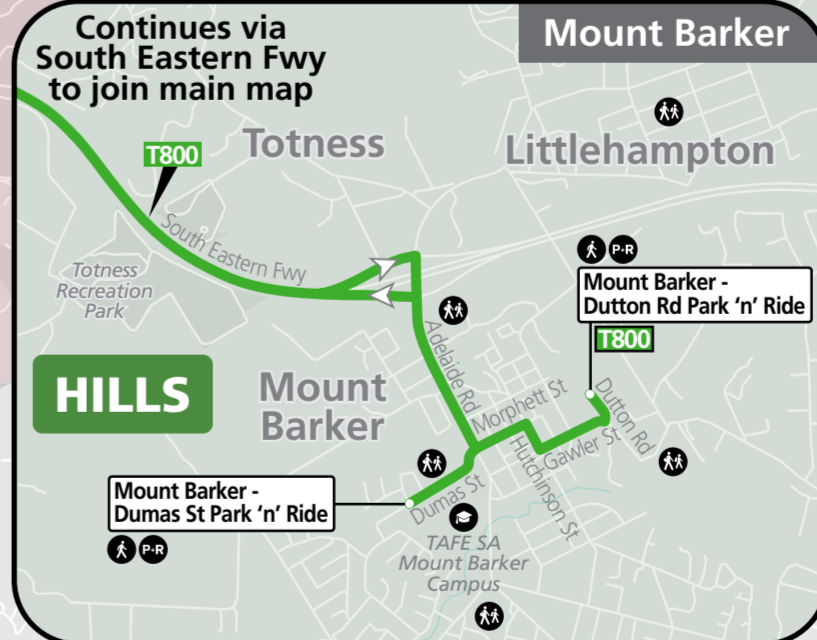 Continues via
South Eastern Fwy
to join main map
Mount Barker
Totness
Littlehampton
T800
South Eastern Fwy
Totness
Recreation
Park
P-R
Mount Barker -
Dutton Rd Park ‘n’ Ride
T800
HILLS
Mount
Barker
Adelaide Rd
Morphett St
Dutton Rd
Gawler St
Hutchinson St
Mount Barker -
Dumas St Park ‘n’ Ride
Dumas St
P-R
TAFE SA
Mount Barker
Campus